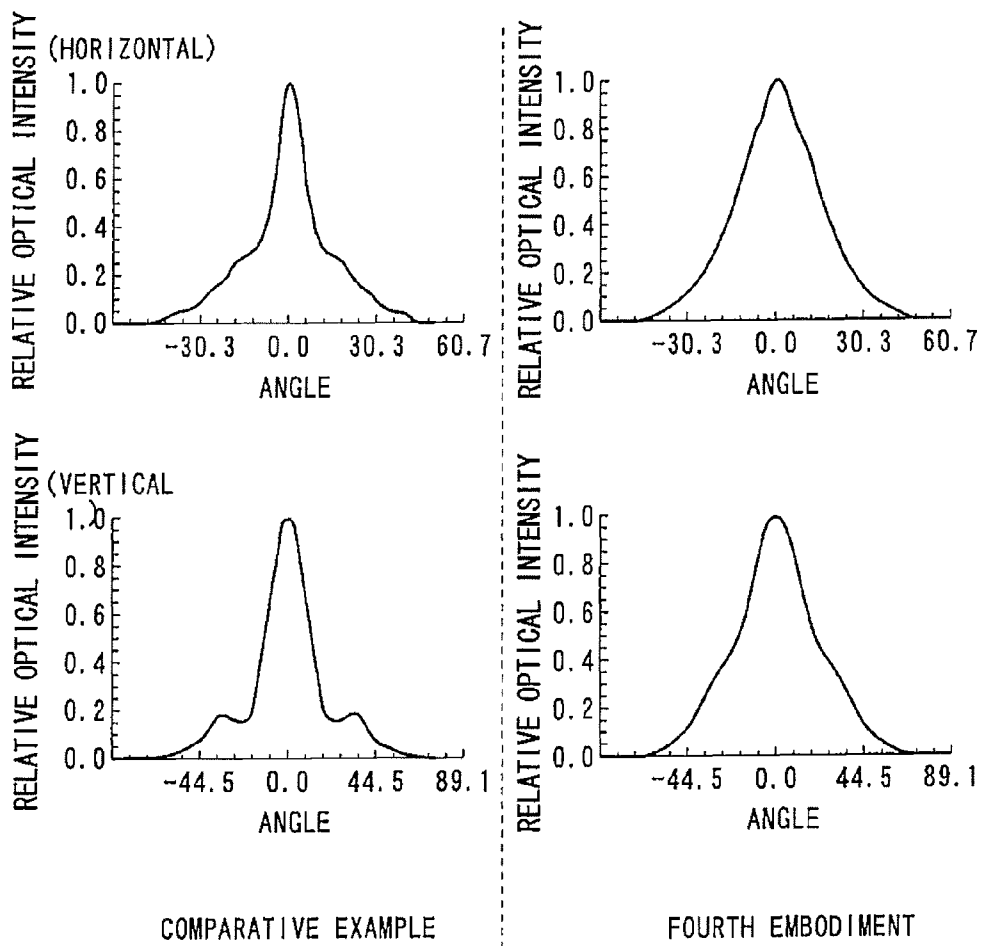 (HORIZONTAL)
RELATIVE OPTICAL INTENSITY
1.0
0.8
0.6
0.4
0.2
0.0
-30.3 0.0 30.3 60.7
ANGLE
RELATIVE OPTICAL INTENSITY
1.0
0.8
0.6
0.4
0.2
0.0
-30.3 0.0 30.3 60.7
ANGLE
(VERTICAL
)
RELATIVE OPTICAL INTENSITY
1.0
0.8
0.6
0.4
0.2
0.0
-44.5 0.0 44.5 89.1
ANGLE
RELATIVE OPTICAL INTENSITY
1.0
0.8
0.6
0.4
0.2
0.0
-44.5 0.0 44.5 89.1
ANGLE
COMPARATIVE EXAMPLE
FOURTH EMBODIMENT